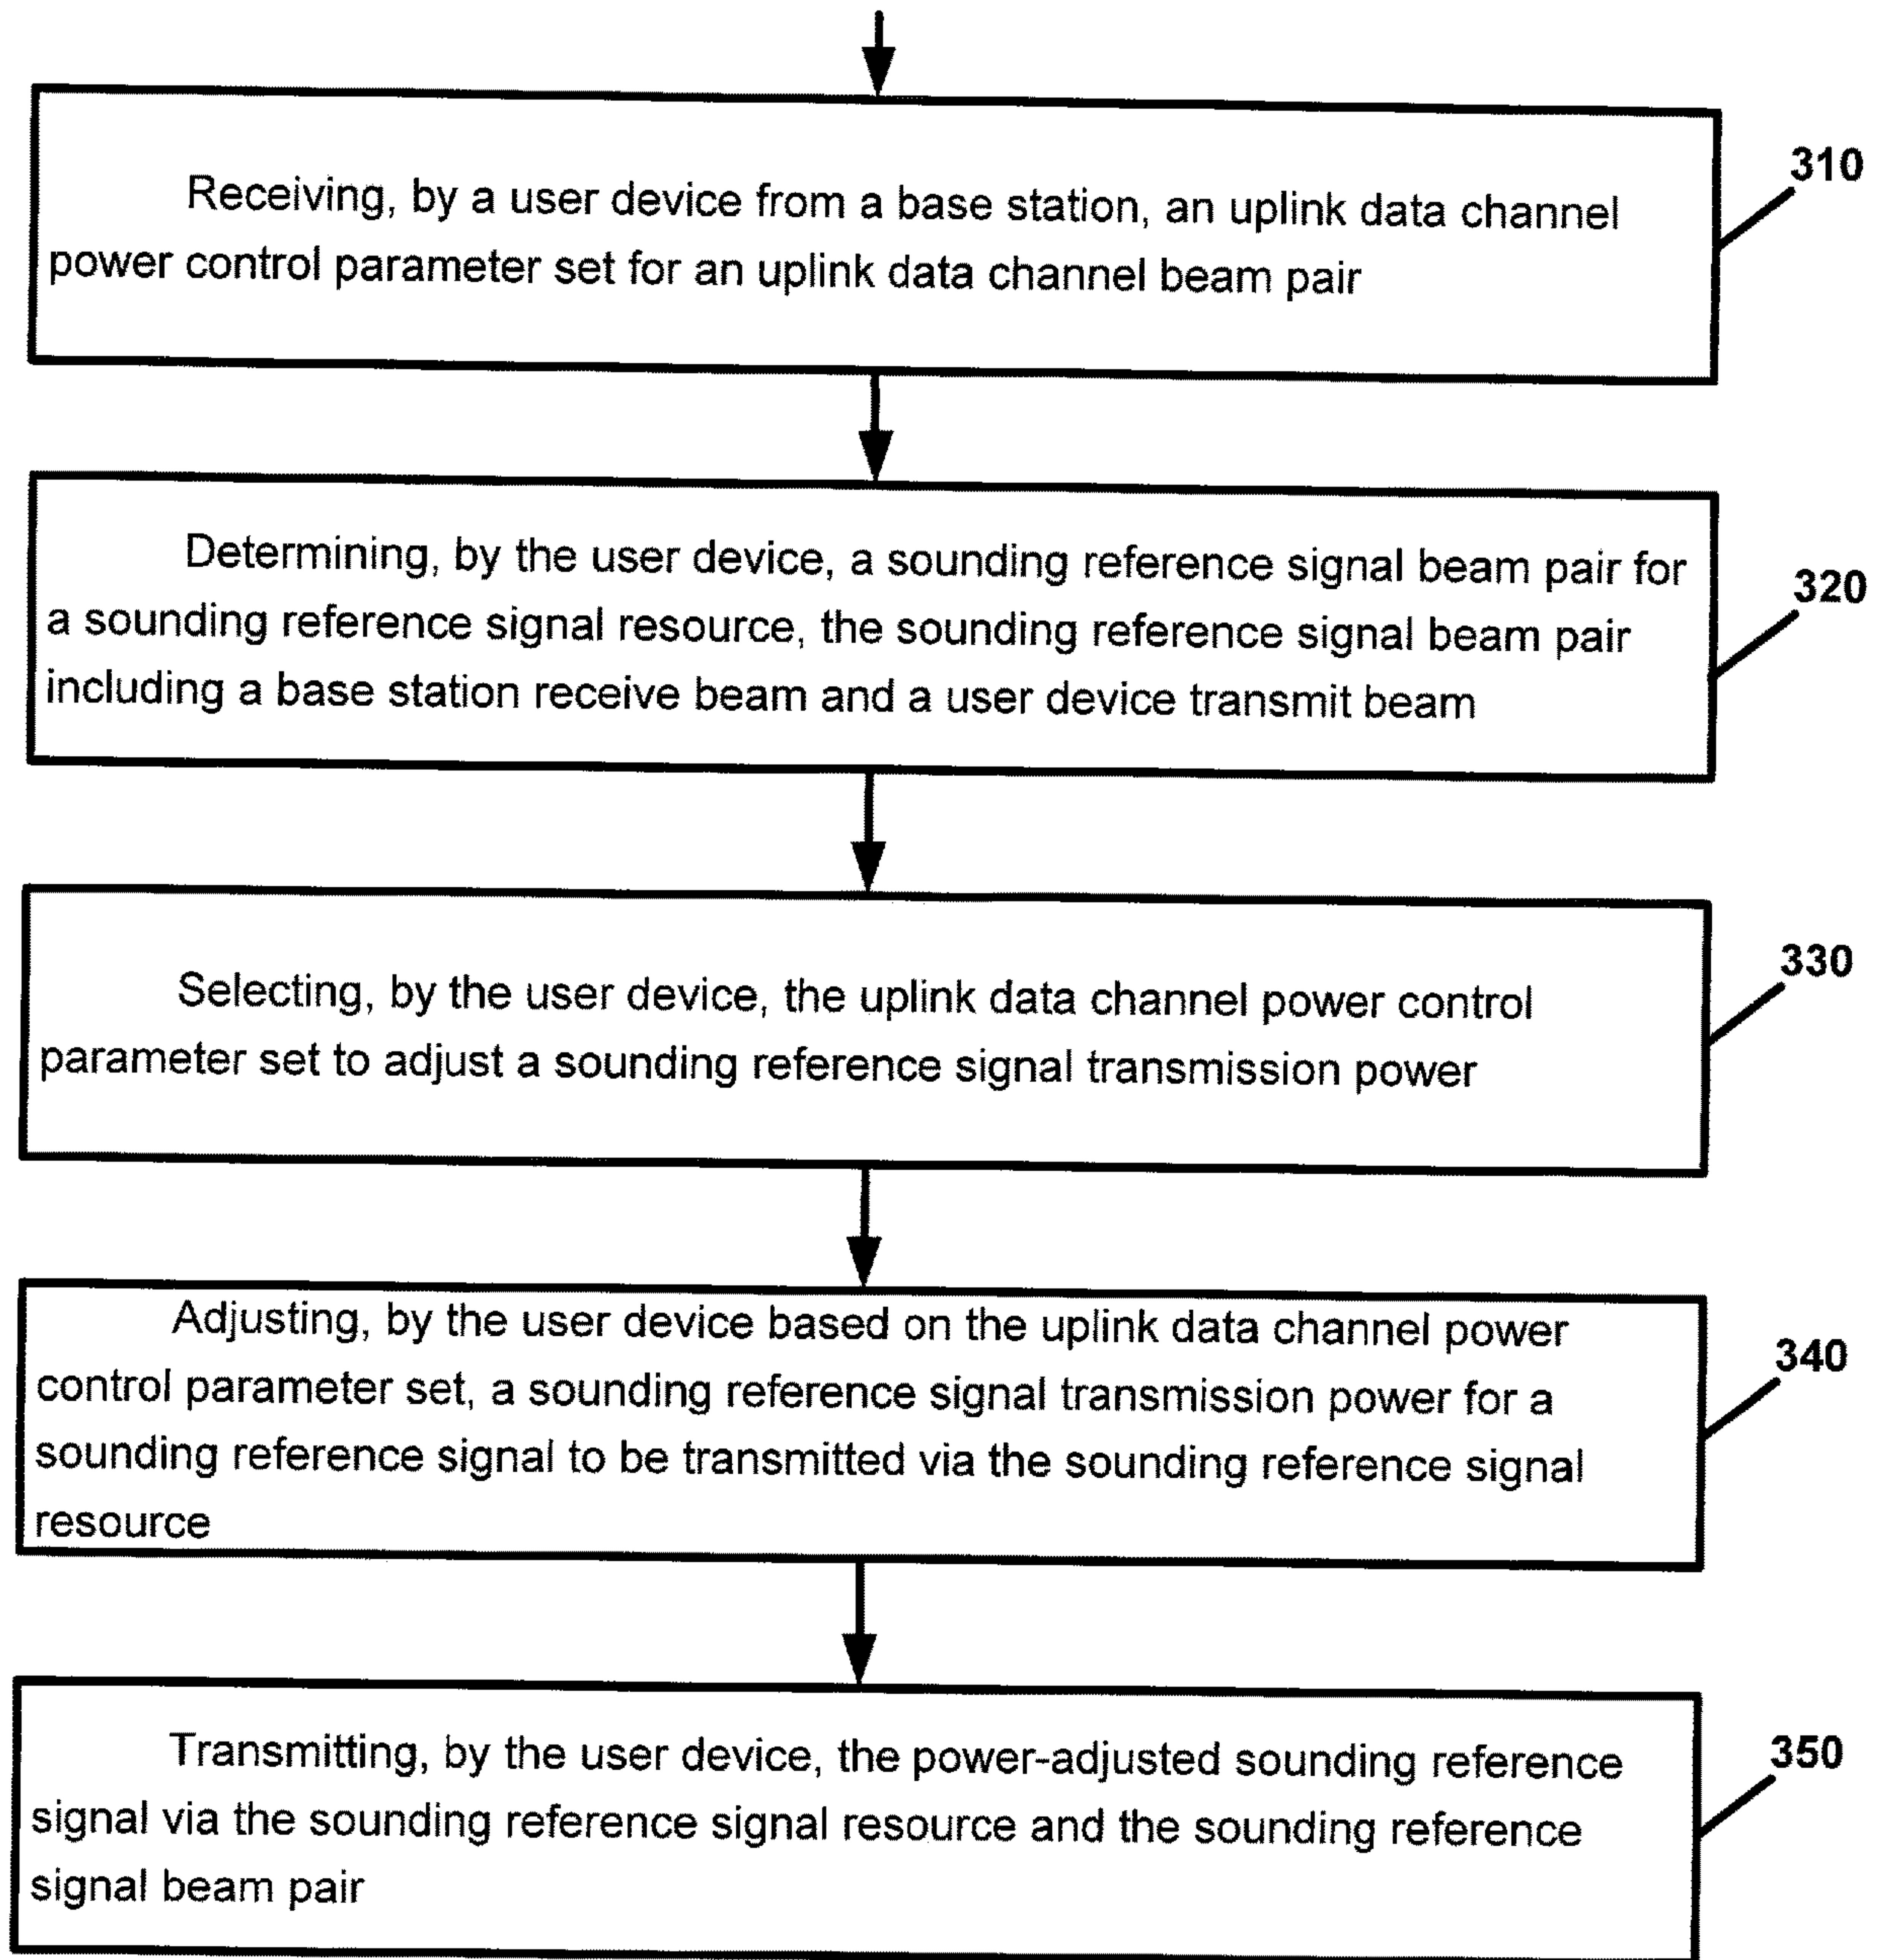 Receiving, by a user device from a base station, an uplink data channel
power control parameter set for an uplink data channel beam pair
310
Determining, by the user device, a sounding reference signal beam pair for
a sounding reference signal resource, the sounding reference signal beam pair
including a base station receive beam and a user device transmit beam
320
Selecting, by the user device, the uplink data channel power control
parameter set to adjust a sounding reference signal transmission power
330
Adjusting, by the user device based on the uplink data channel power
control parameter set, a sounding reference signal transmission power for a
sounding reference signal to be transmitted via the sounding reference signal
resource
340
Transmitting, by the user device, the power-adjusted sounding reference
signal via the sounding reference signal resource and the sounding reference
signal beam pair
350